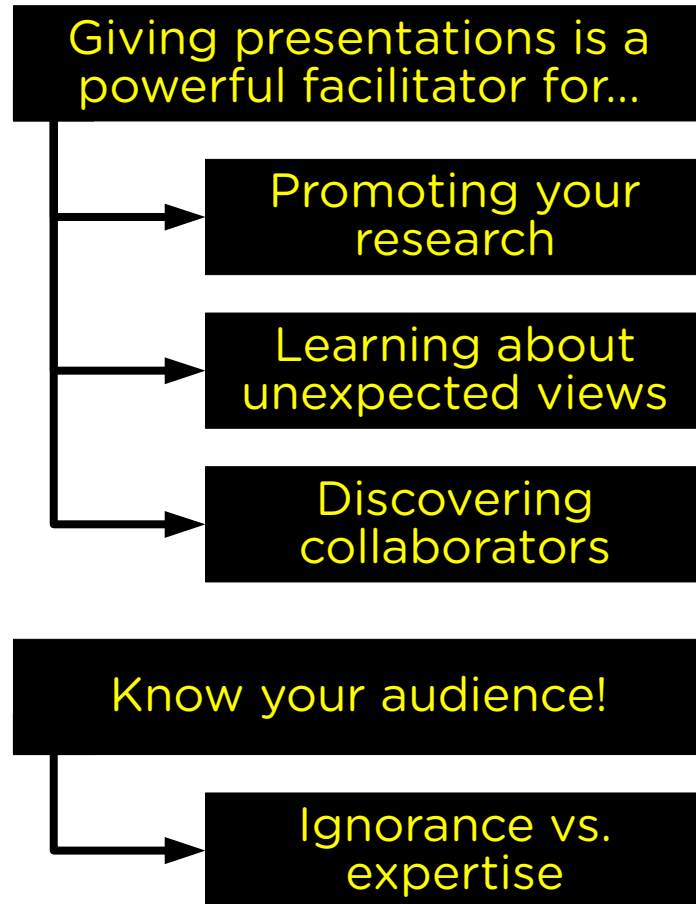 Giving presentations is a
powerful facilitator for...
Promoting your
research
Learning about
unexpected views
Discovering
collaborators
Know your audience!
Ignorance vs.
expertise